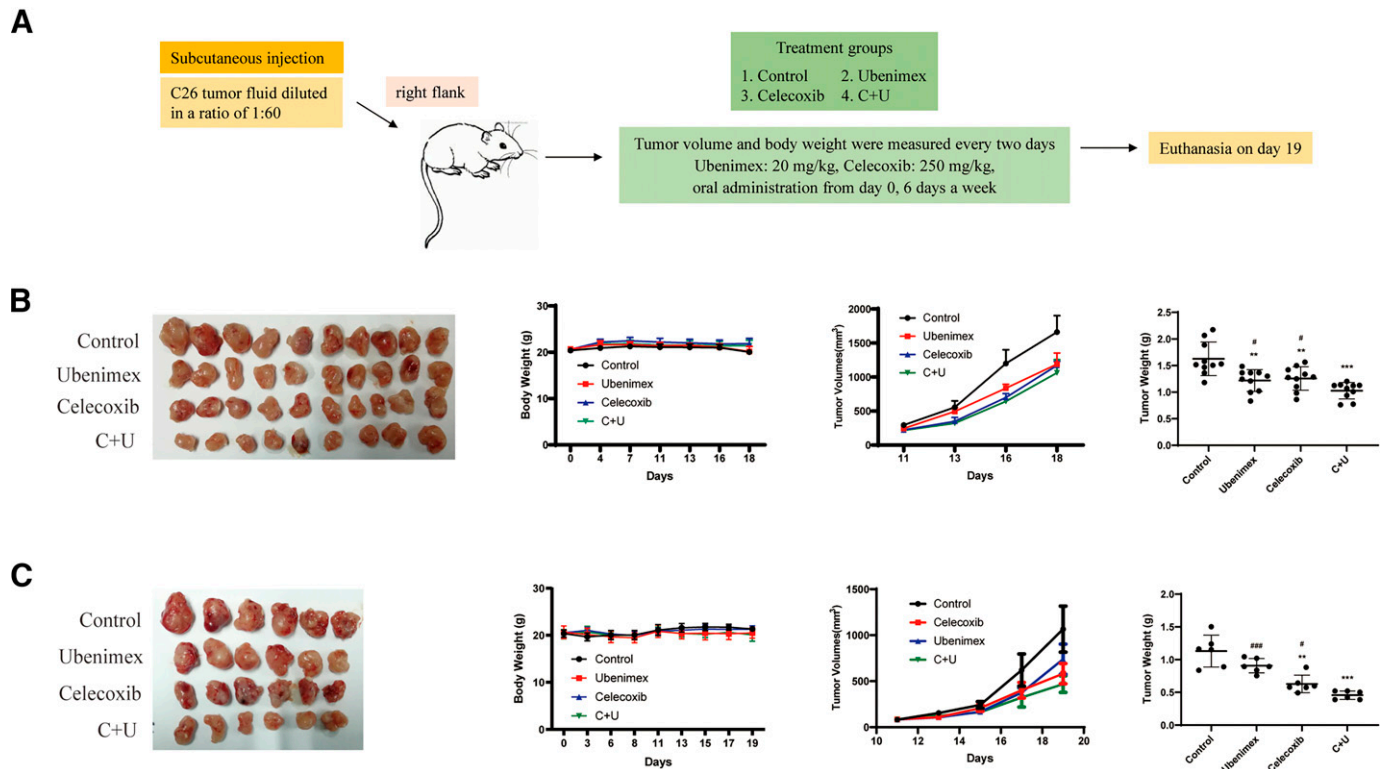 A
Subcutaneous injection
C26 tumor fluid diluted
in a ratio of 1:60
right flank
Treatment groups
1. Control 2. Ubenimex
3. Celecoxib 4. C+U
Tumor volume and body weight were measured every two days
Ubenimex: 20 mg/kg, Celecoxib: 250 mg/kg,
oral administration from day 0, 6 days a week
Euthanasia on day 19
B
Control
Ubenimex
Celecoxib
C+U
Body Weight (g)
30
20
10
0
Control
Ubenimex
Celecoxib
C+U
0 4 7 11 13 16 18
Days
Tumor Volumes(mm³)
2000
1500
1000
500
0
Control
Ubenimex
Celecoxib
C+U
11 13 16 18
Days
Tumor Weight (g)
2.5
2.0
1.5
1.0
0.5
0.0
#
**
#
**
***
Control
Ubenimex
Celecoxib
C+U
C
Control
Ubenimex
Celecoxib
C+U
Body Weight (g)
30
20
10
0
Control
Ubenimex
Celecoxib
C+U
0 3 6 8 11 13 15 17 19
Days
Tumor Volumes(mm³)
1500
1000
500
0
Control
Celecoxib
Ubenimex
C+U
10 12 14 16 18 20
Days
Tumor Weight (g)
2.0
1.5
1.0
0.5
0.0
###
#
**
***
Control
Ubenimex
Celecoxib
C+U